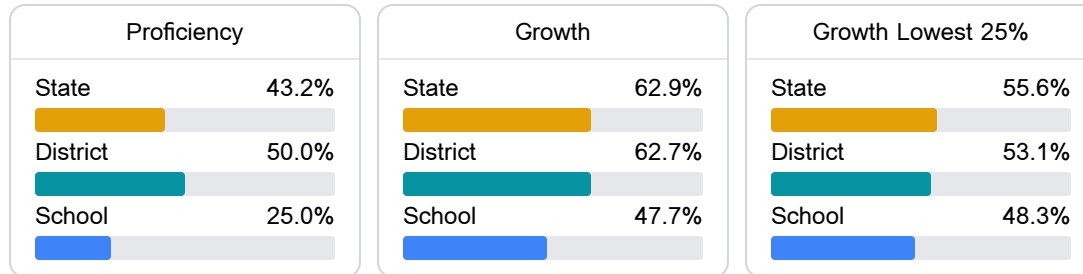 Proficiency
State 43.2%
District 50.0%
School 25.0%
Growth
State 62.9%
District 62.7%
School 47.7%
Growth Lowest 25%
State 55.6%
District 53.1%
School 48.3%